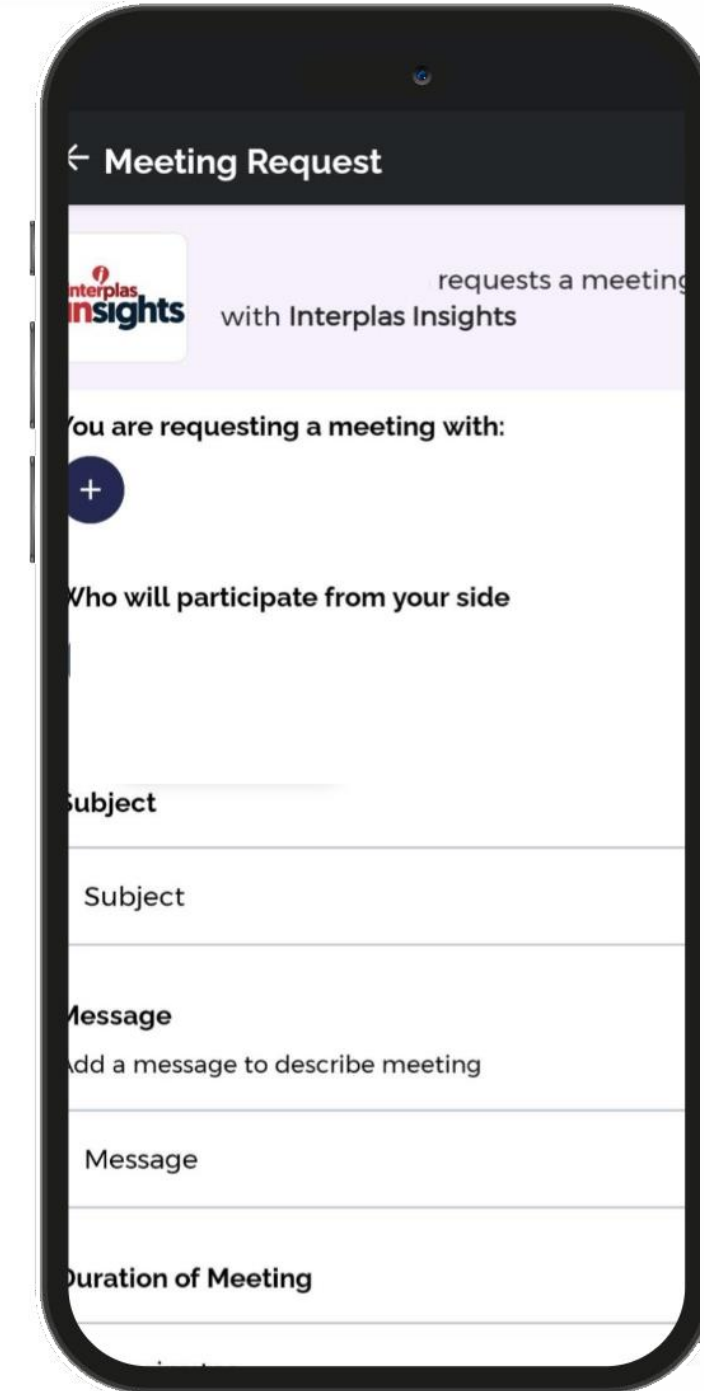 ← Meeting Request
interplas
insights
requests a meeting
with Interplas Insights
You are requesting a meeting with:
+
Who will participate from your side
Subject
Subject
Message
Add a message to describe meeting
Message
Duration of Meeting